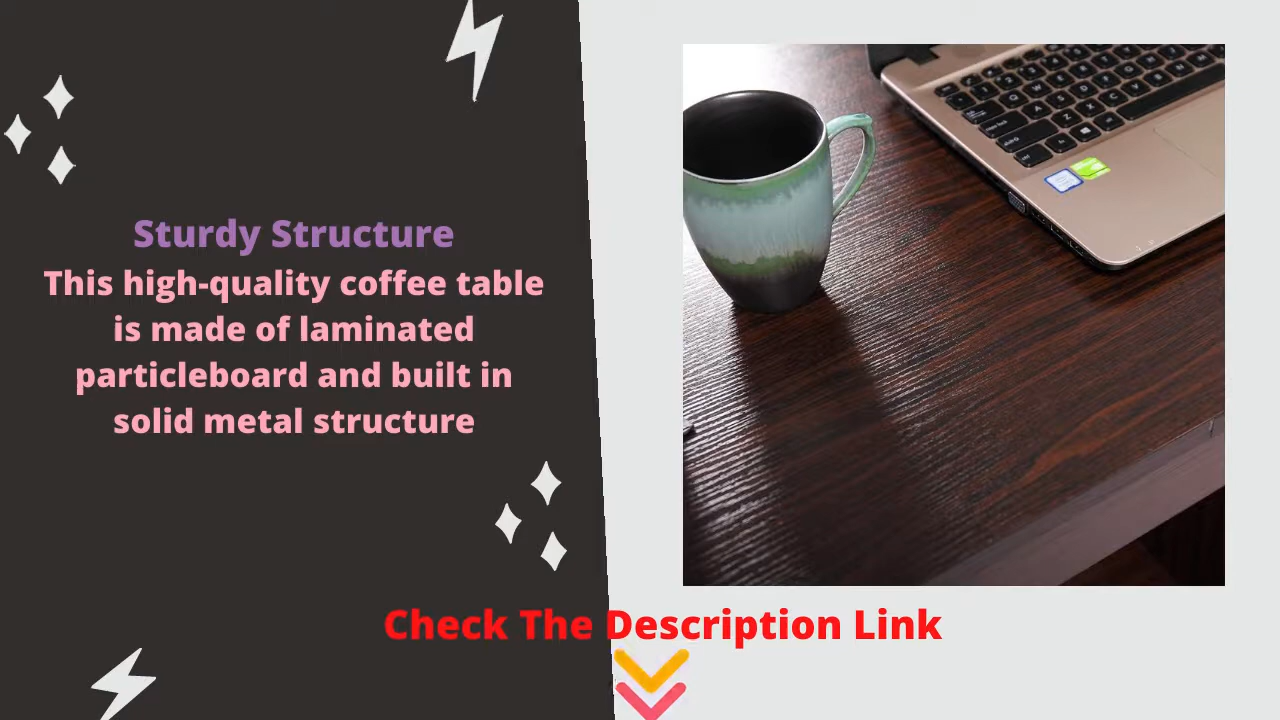 Sturdy Structure
This high-quality coffee table
is made of laminated
particleboard and built in
solid metal structure
Check The Description Link